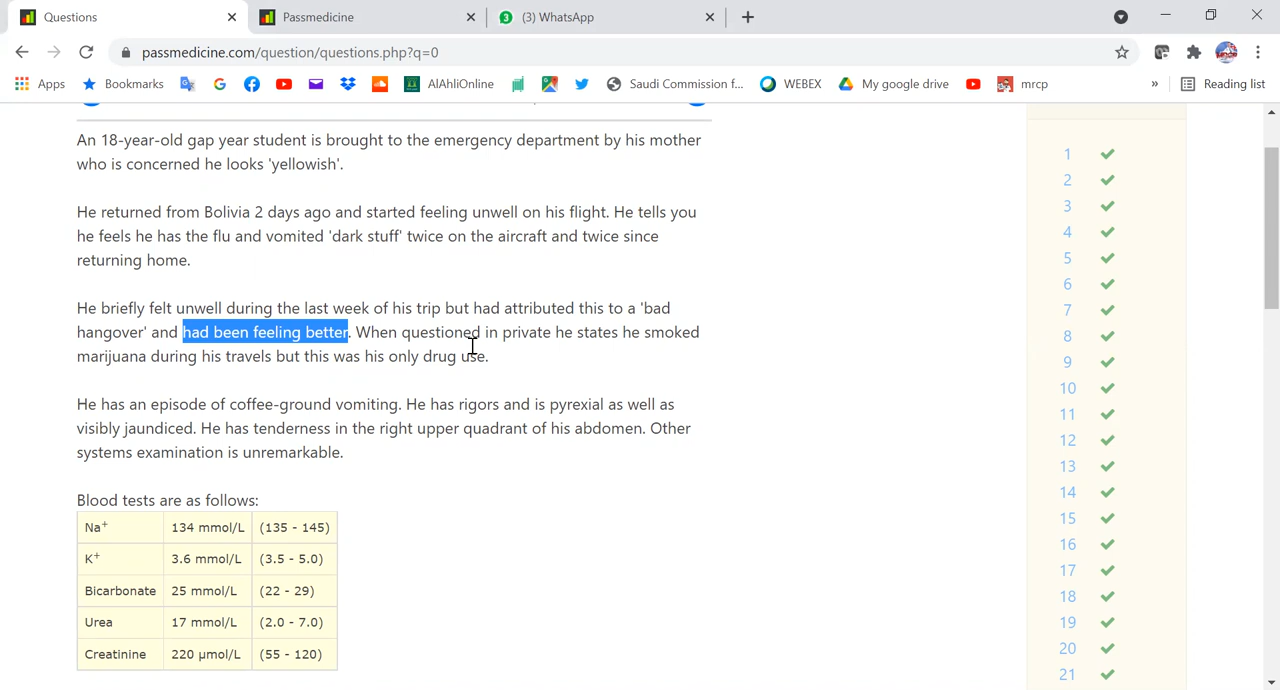 Questions
Passmedicine
(3) WhatsApp
passmedicine.com/question/questions.php?q=0
Apps
Bookmarks
AlAhliOnline
Saudi Commission f...
WEBEX
My google drive
mrcp
»
Reading list
An 18-year-old gap year student is brought to the emergency department by his mother
who is concerned he looks 'yellowish'.
He returned from Bolivia 2 days ago and started feeling unwell on his flight. He tells you
he feels he has the flu and vomited 'dark stuff' twice on the aircraft and twice since
returning home.
He briefly felt unwell during the last week of his trip but had attributed this to a 'bad
hangover' and had been feeling better. When questioned in private he states he smoked
marijuana during his travels but this was his only drug use.
He has an episode of coffee-ground vomiting. He has rigors and is pyrexial as well as
visibly jaundiced. He has tenderness in the right upper quadrant of his abdomen. Other
systems examination is unremarkable.
Blood tests are as follows:
Na+ 134 mmol/L (135 - 145)
K+ 3.6 mmol/L (3.5 - 5.0)
Bicarbonate 25 mmol/L (22 - 29)
Urea 17 mmol/L (2.0 - 7.0)
Creatinine 220 µmol/L (55 - 120)
1
2
3
4
5
6
7
8
9
10
11
12
13
14
15
16
17
18
19
20
21